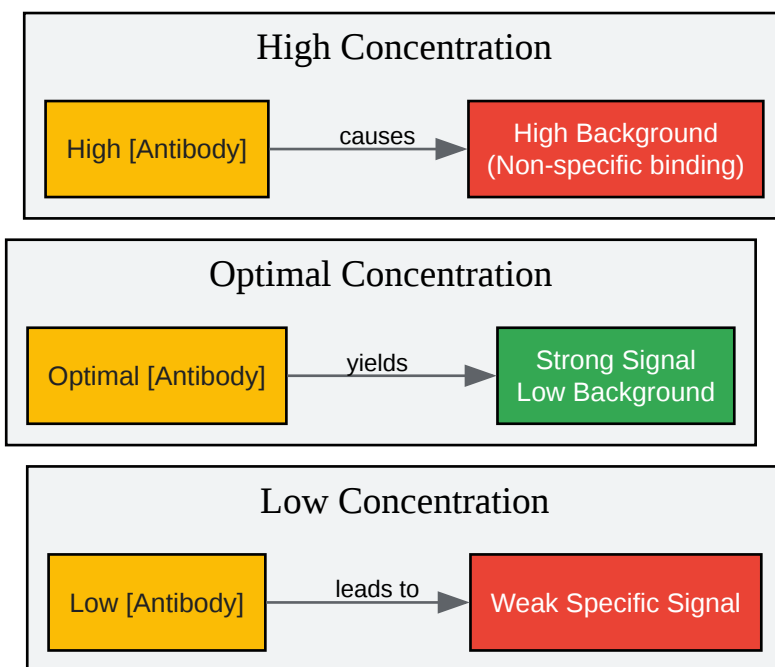 High Concentration
High [Antibody]
causes
High Background
(Non-specific binding)
Optimal Concentration
Optimal [Antibody]
yields
Strong Signal
Low Background
Low Concentration
Low [Antibody]
leads to
Weak Specific Signal